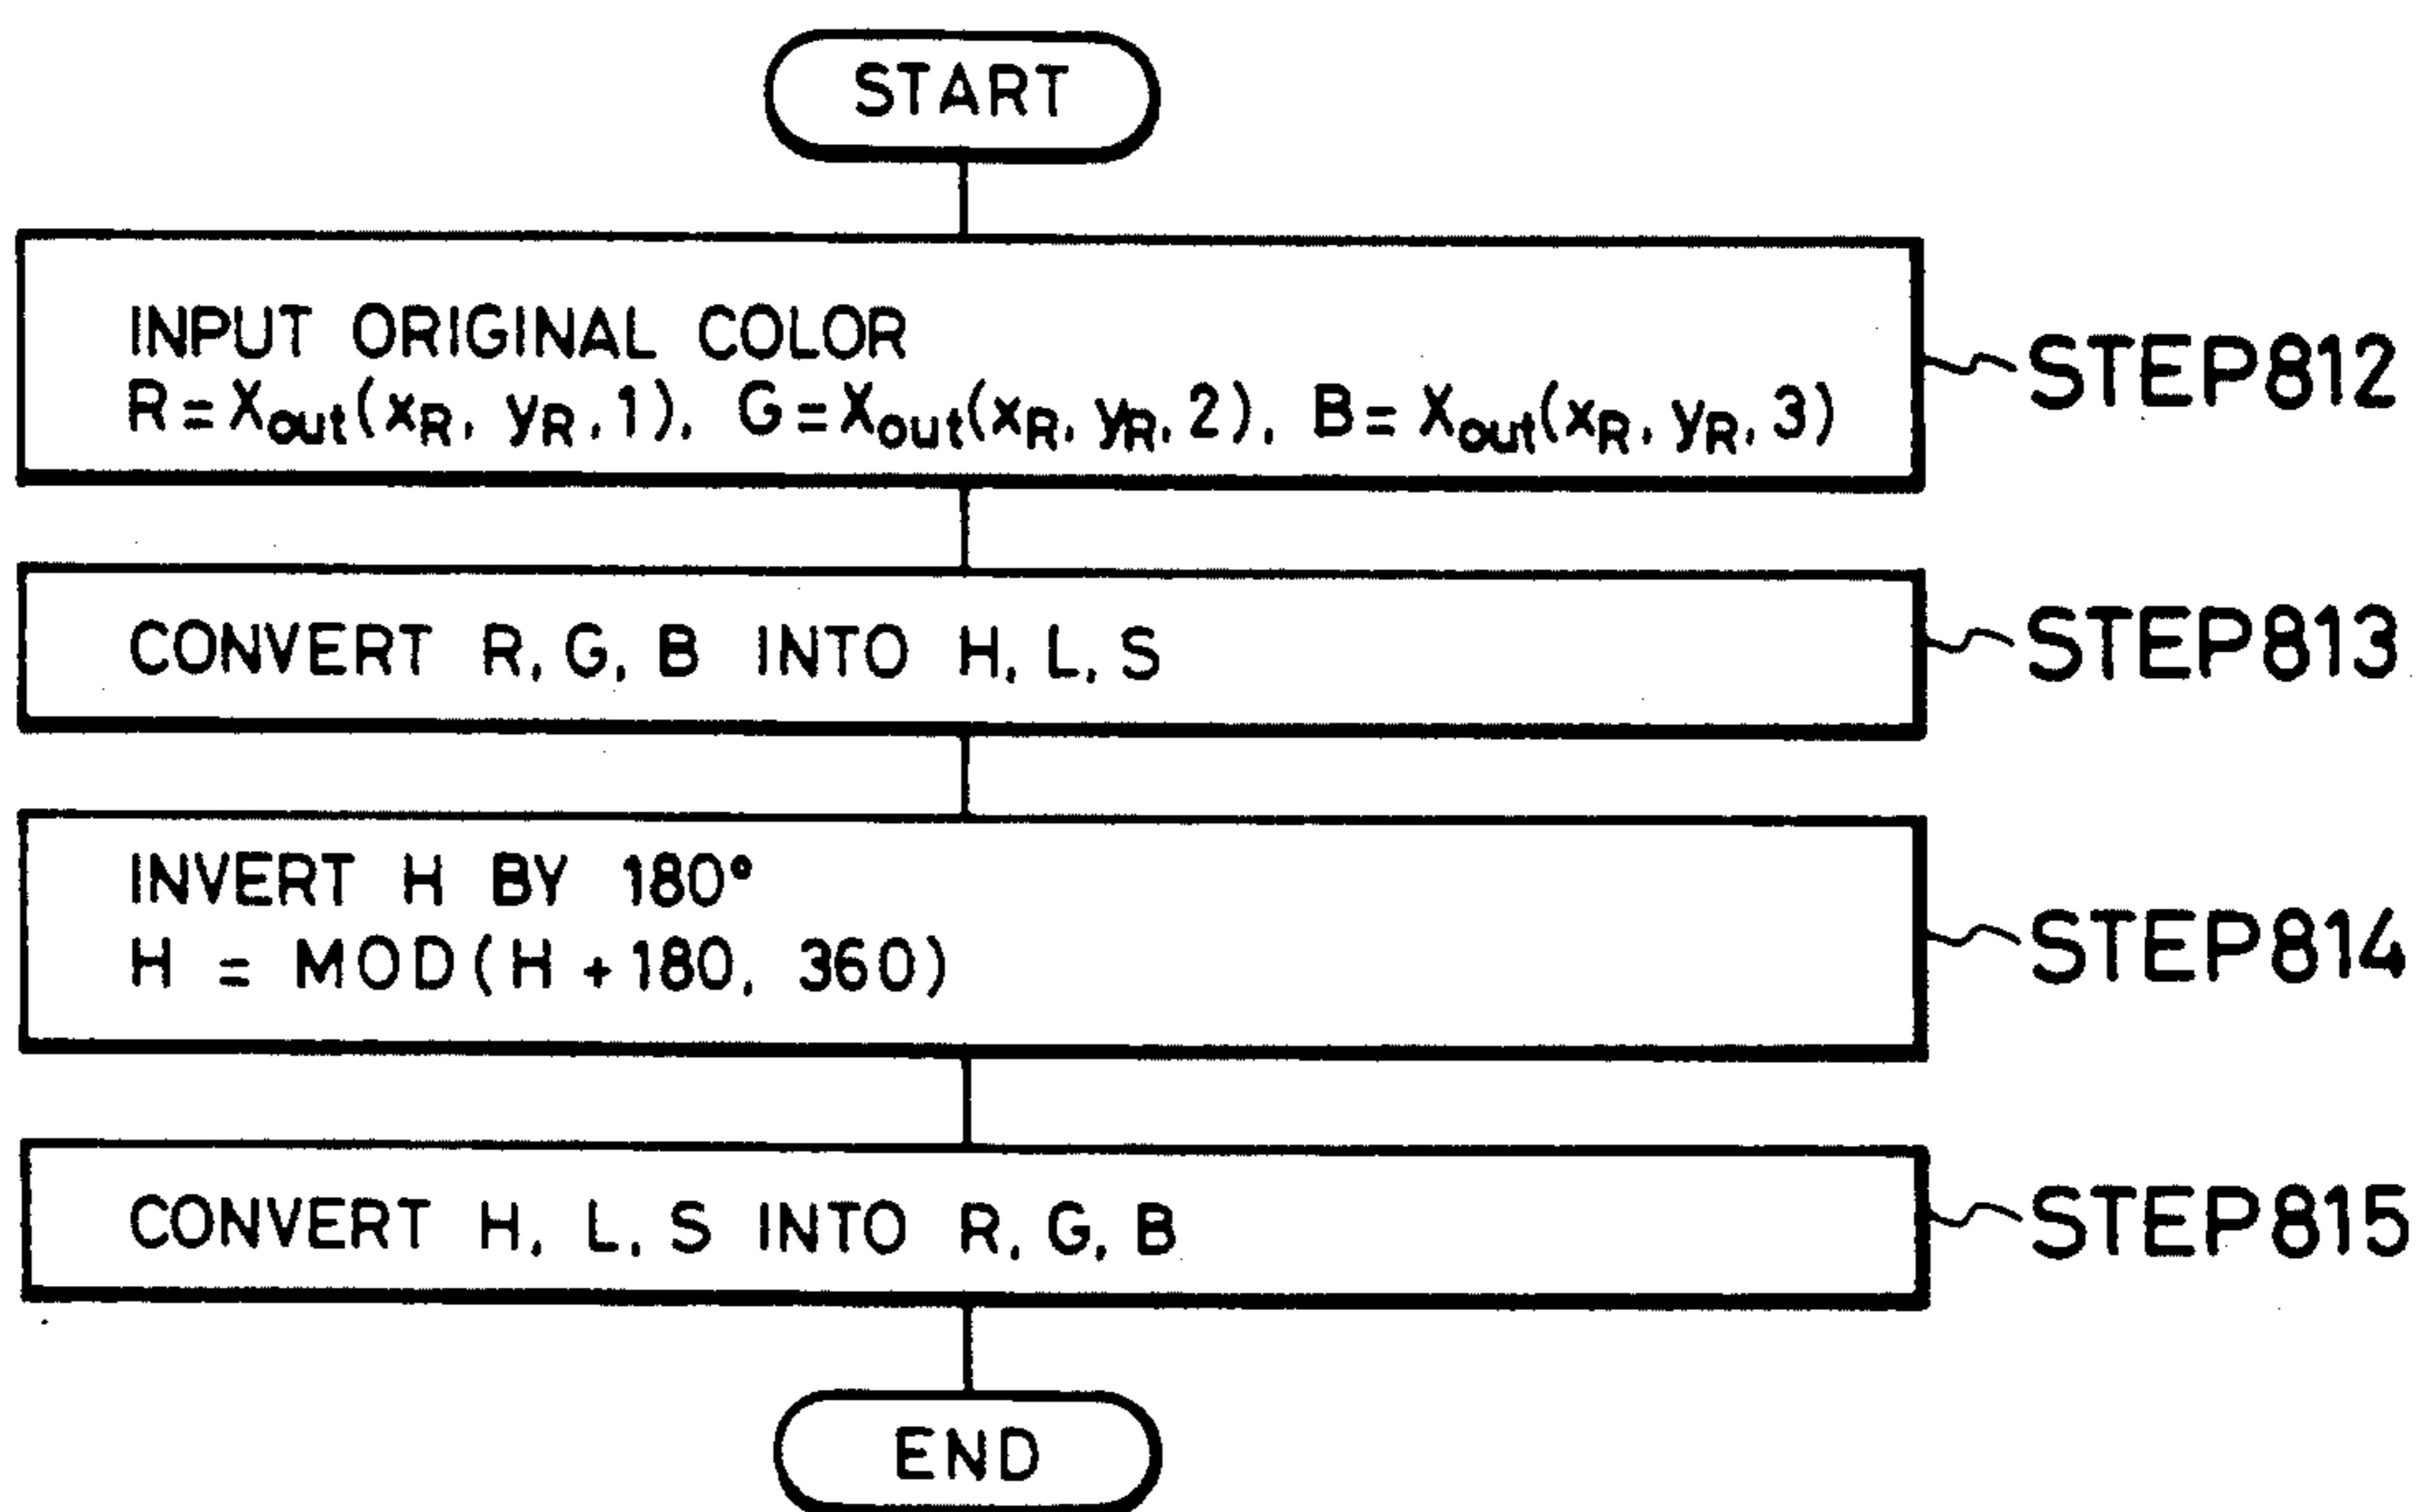 START
INPUT ORIGINAL COLOR
R=Xout(xR, yR, 1), G=Xout(xR, yR, 2), B=Xout(xR, yR, 3)
STEP812
CONVERT R, G, B INTO H, L, S
STEP813
INVERT H BY 180°
H = MOD(H+180, 360)
STEP814
CONVERT H, L, S INTO R, G, B
STEP815
END